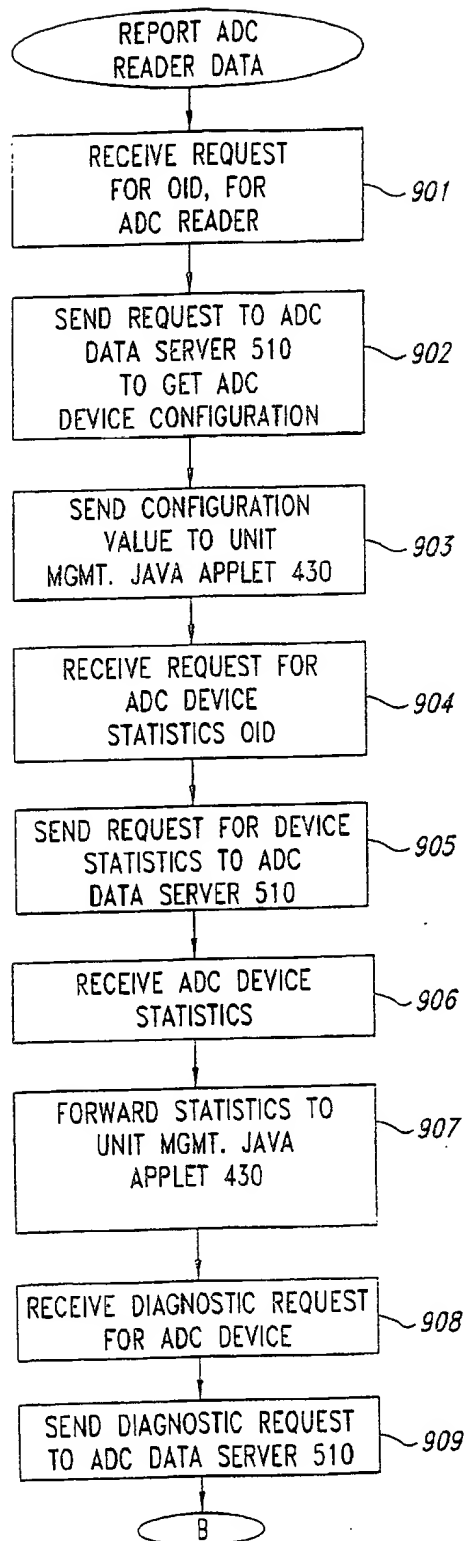 REPORT ADC
READER DATA
RECEIVE REQUEST
FOR OID, FOR
ADC READER
901
SEND REQUEST TO ADC
DATA SERVER 510
TO GET ADC
DEVICE CONFIGURATION
902
SEND CONFIGURATION
VALUE TO UNIT
MGMT. JAVA APPLET 430
903
RECEIVE REQUEST FOR
ADC DEVICE
STATISTICS OID
904
SEND REQUEST FOR DEVICE
STATISTICS TO ADC
DATA SERVER 510
905
RECEIVE ADC DEVICE
STATISTICS
906
FORWARD STATISTICS TO
UNIT MGMT. JAVA
APPLET 430
907
RECEIVE DIAGNOSTIC REQUEST
FOR ADC DEVICE
908
SEND DIAGNOSTIC REQUEST
TO ADC DATA SERVER 510
909
B